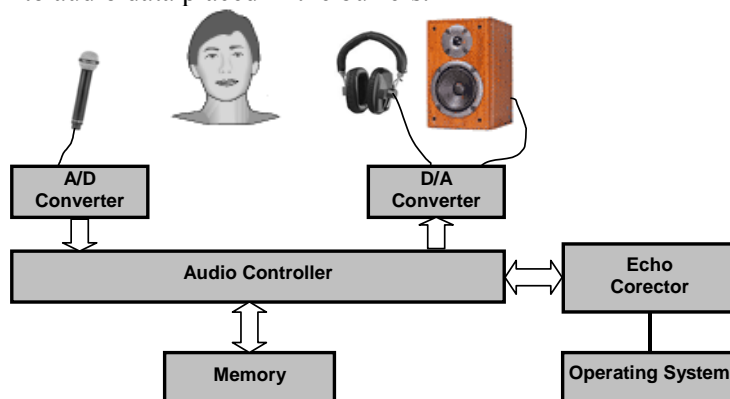 A/D
Converter
D/A
Converter
Audio Controller
Echo
Corector
Memory
Operating System